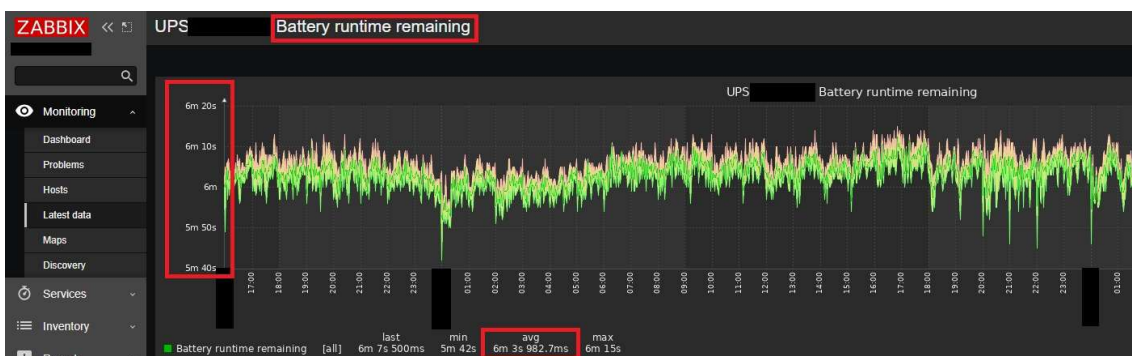 ZABBIX
UPS Battery runtime remaining
Monitoring
Dashboard
Problems
Hosts
Latest data
Maps
Discovery
Services
Inventory
UPS Battery runtime remaining
6m 20s
6m 10s
6m
5m 50s
5m 40s
17:00 18:00 19:00 20:00 21:00 22:00 23:00 01:00 02:00 03:00 04:00 05:00 06:00 07:00 08:00 09:00 10:00 11:00 12:00 13:00 14:00 15:00 16:00 17:00 18:00 19:00 20:00 21:00 22:00 23:00 01:00
last min avg max
Battery runtime remaining [all] 6m 7s 500ms 5m 42s 6m 3s 982.7ms 6m 15s